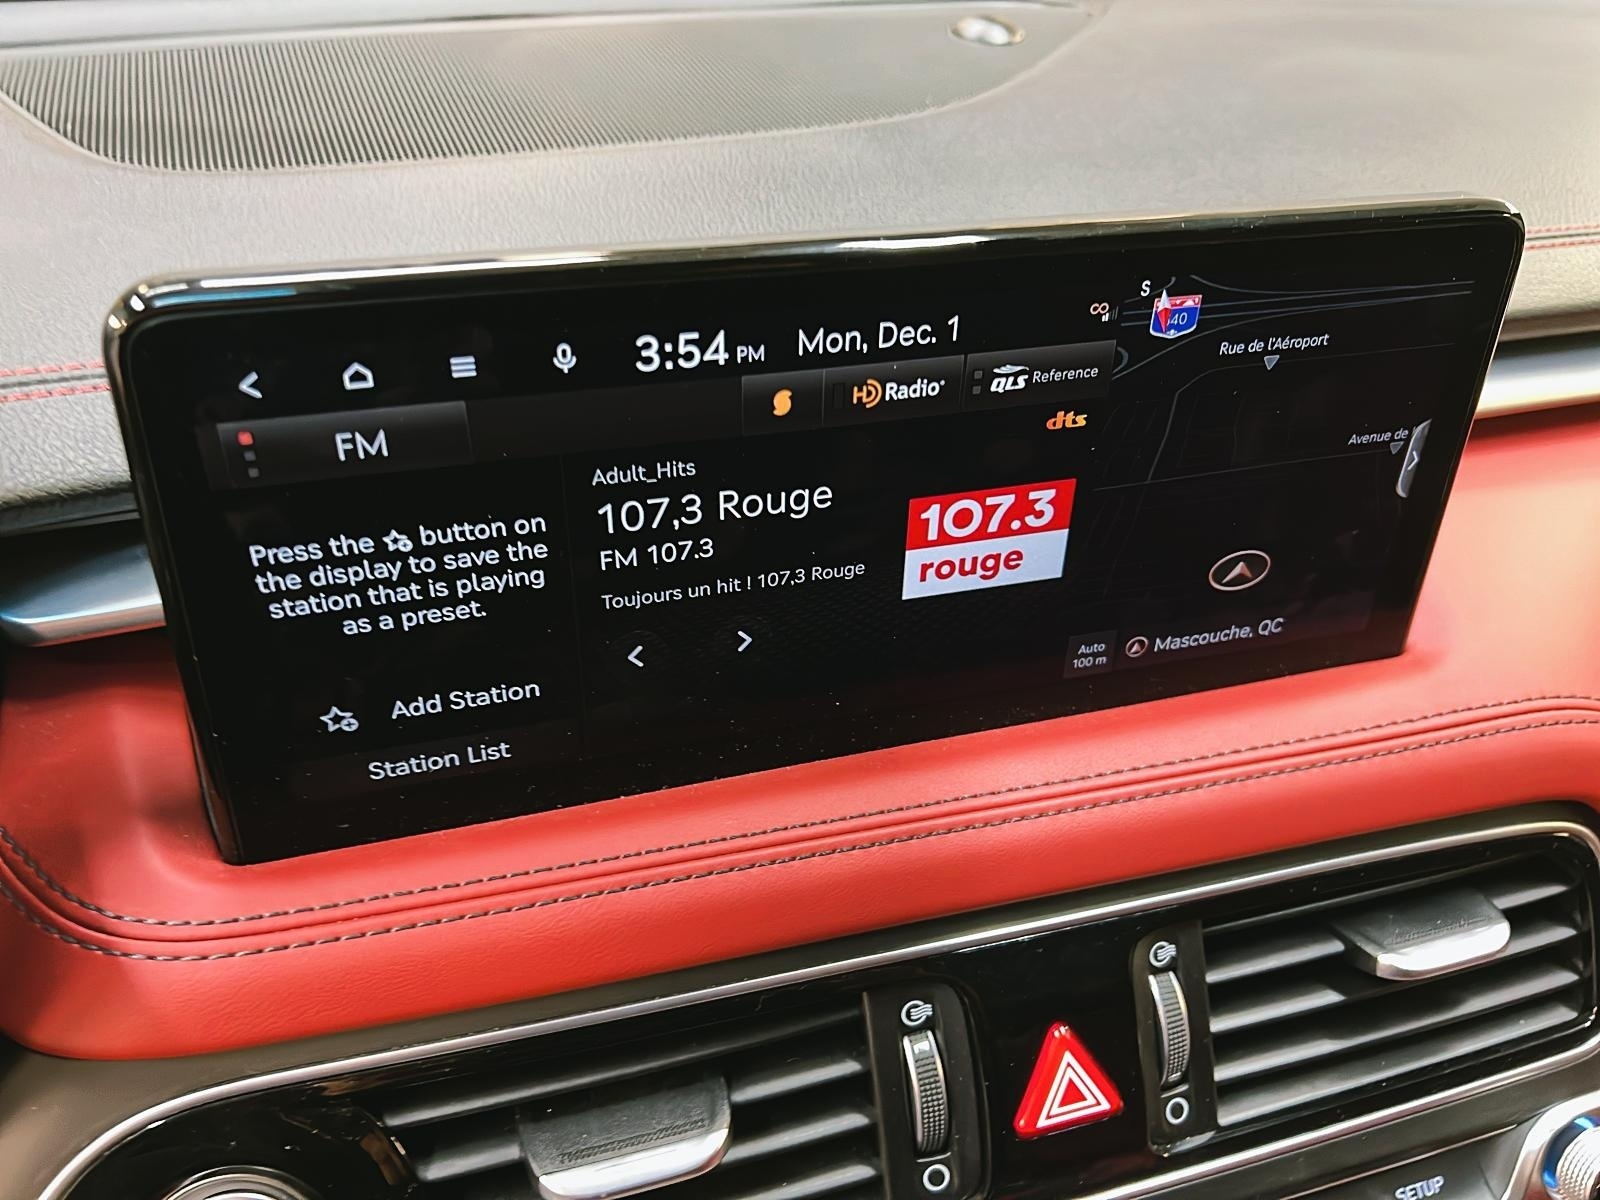 3:54 PM Mon, Dec. 1
S
Rue de l'Aéroport
FM
HD Radio
QLS Reference
dts
Avenue de
Adult_Hits
107,3 Rouge
FM 107.3
Toujours un hit ! 107,3 Rouge
107.3
rouge
Press the button on
the display to save the
station that is playing
as a preset.
Add Station
Station List
Auto
100 m
Mascouche, QC
SETUP